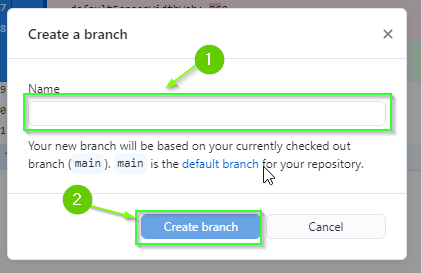 Create a branch
1
Name
Your new branch will be based on your currently checked out
branch ( main ). main is the default branch for your repository.
2
Create branch
Cancel